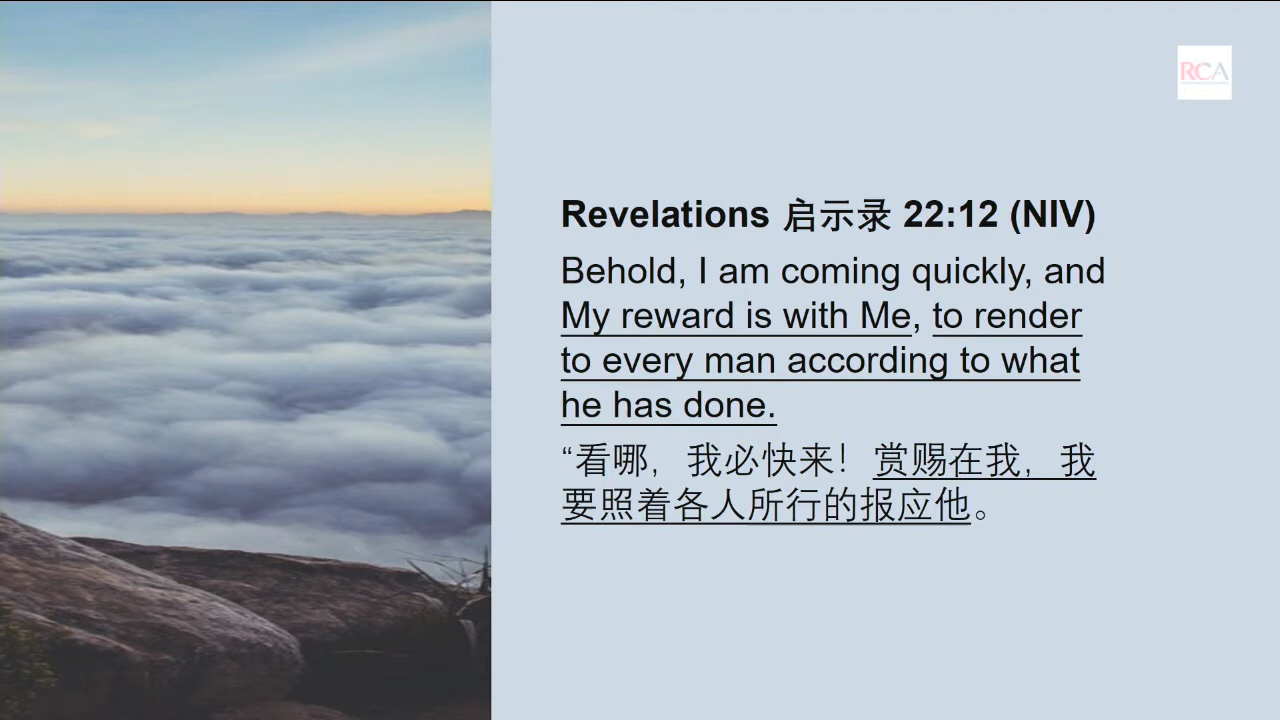 RCA
Revelations 启示录 22:12 (NIV)
Behold, I am coming quickly, and
My reward is with Me, to render
to every man according to what
he has done.
“看哪，我必快来！赏赐在我，我
要照着各人所行的报应他。